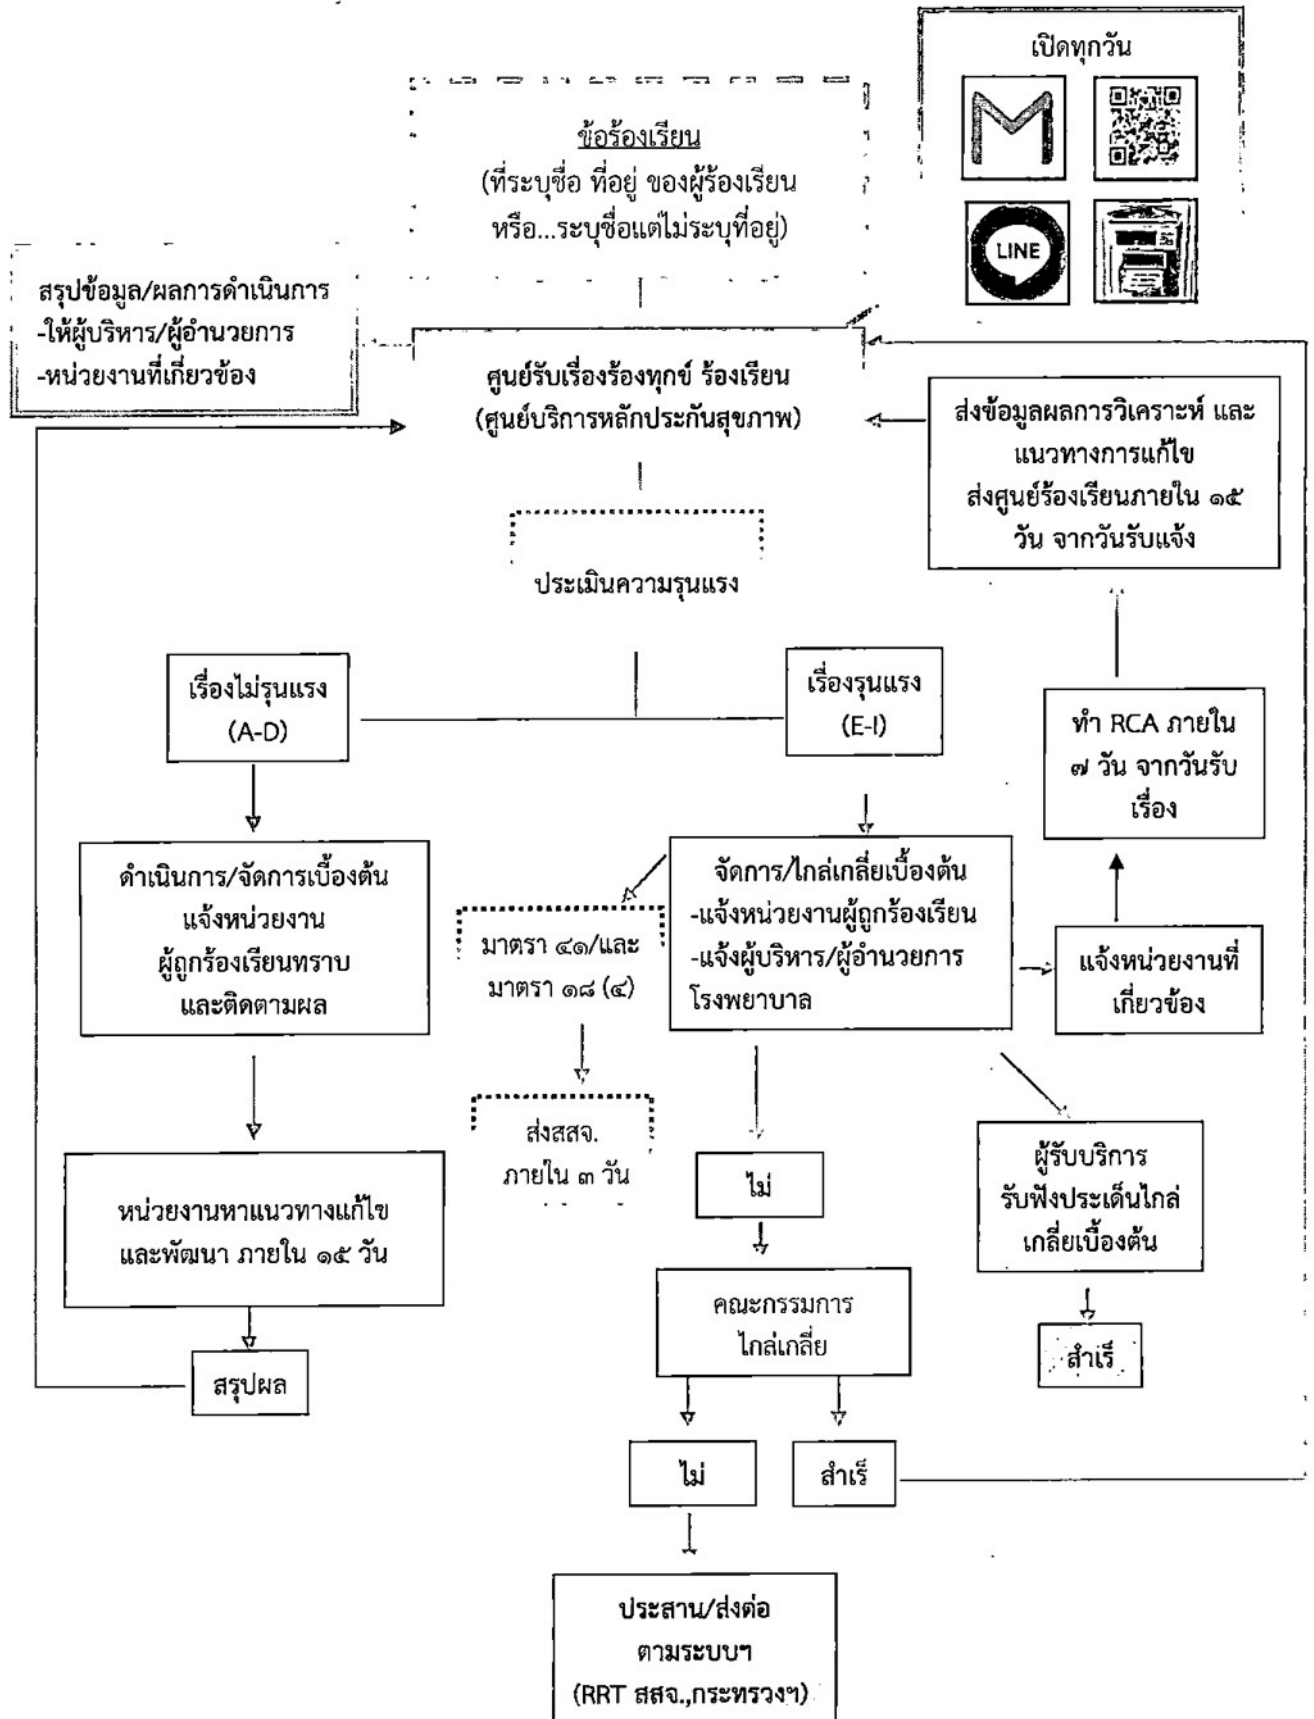 เปิดทุกวัน
LINE
ข้อร้องเรียน
(ที่ระบุชื่อ ที่อยู่ ของผู้ร้องเรียน
หรือ...ระบุชื่อแต่ไม่ระบุที่อยู่)
สรุปข้อมูล/ผลการดำเนินการ
-ให้ผู้บริหาร/ผู้อำนวยการ
-หน่วยงานที่เกี่ยวข้อง
ศูนย์รับเรื่องร้องทุกข์ ร้องเรียน
(ศูนย์บริการหลักประกันสุขภาพ)
ส่งข้อมูลผลการวิเคราะห์ และ
แนวทางการแก้ไข
ส่งศูนย์ร้องเรียนภายใน ๑๕
วัน จากวันรับแจ้ง
ประเมินความรุนแรง
เรื่องไม่รุนแรง
(A-D)
เรื่องรุนแรง
(E-I)
ทำ RCA ภายใน
๗ วัน จากวันรับ
เรื่อง
ดำเนินการ/จัดการเบื้องต้น
แจ้งหน่วยงาน
ผู้ถูกร้องเรียนทราบ
และติดตามผล
มาตรา ๔๑/และ
มาตรา ๑๘ (๔)
จัดการ/ไกล่เกลี่ยเบื้องต้น
-แจ้งหน่วยงานผู้ถูกร้องเรียน
-แจ้งผู้บริหาร/ผู้อำนวยการ
โรงพยาบาล
แจ้งหน่วยงานที่
เกี่ยวข้อง
ส่งสสจ.
ภายใน ๓ วัน
ไม่
ผู้รับบริการ
รับฟังประเด็นไกล่
เกลี่ยเบื้องต้น
หน่วยงานหาแนวทางแก้ไข
และพัฒนา ภายใน ๑๕ วัน
คณะกรรมการ
ไกล่เกลี่ย
สำเร็
สรุปผล
ไม่
สำเร็
ประสาน/ส่งต่อ
ตามระบบฯ
(RRT สสจ.,กระทรวงฯ)